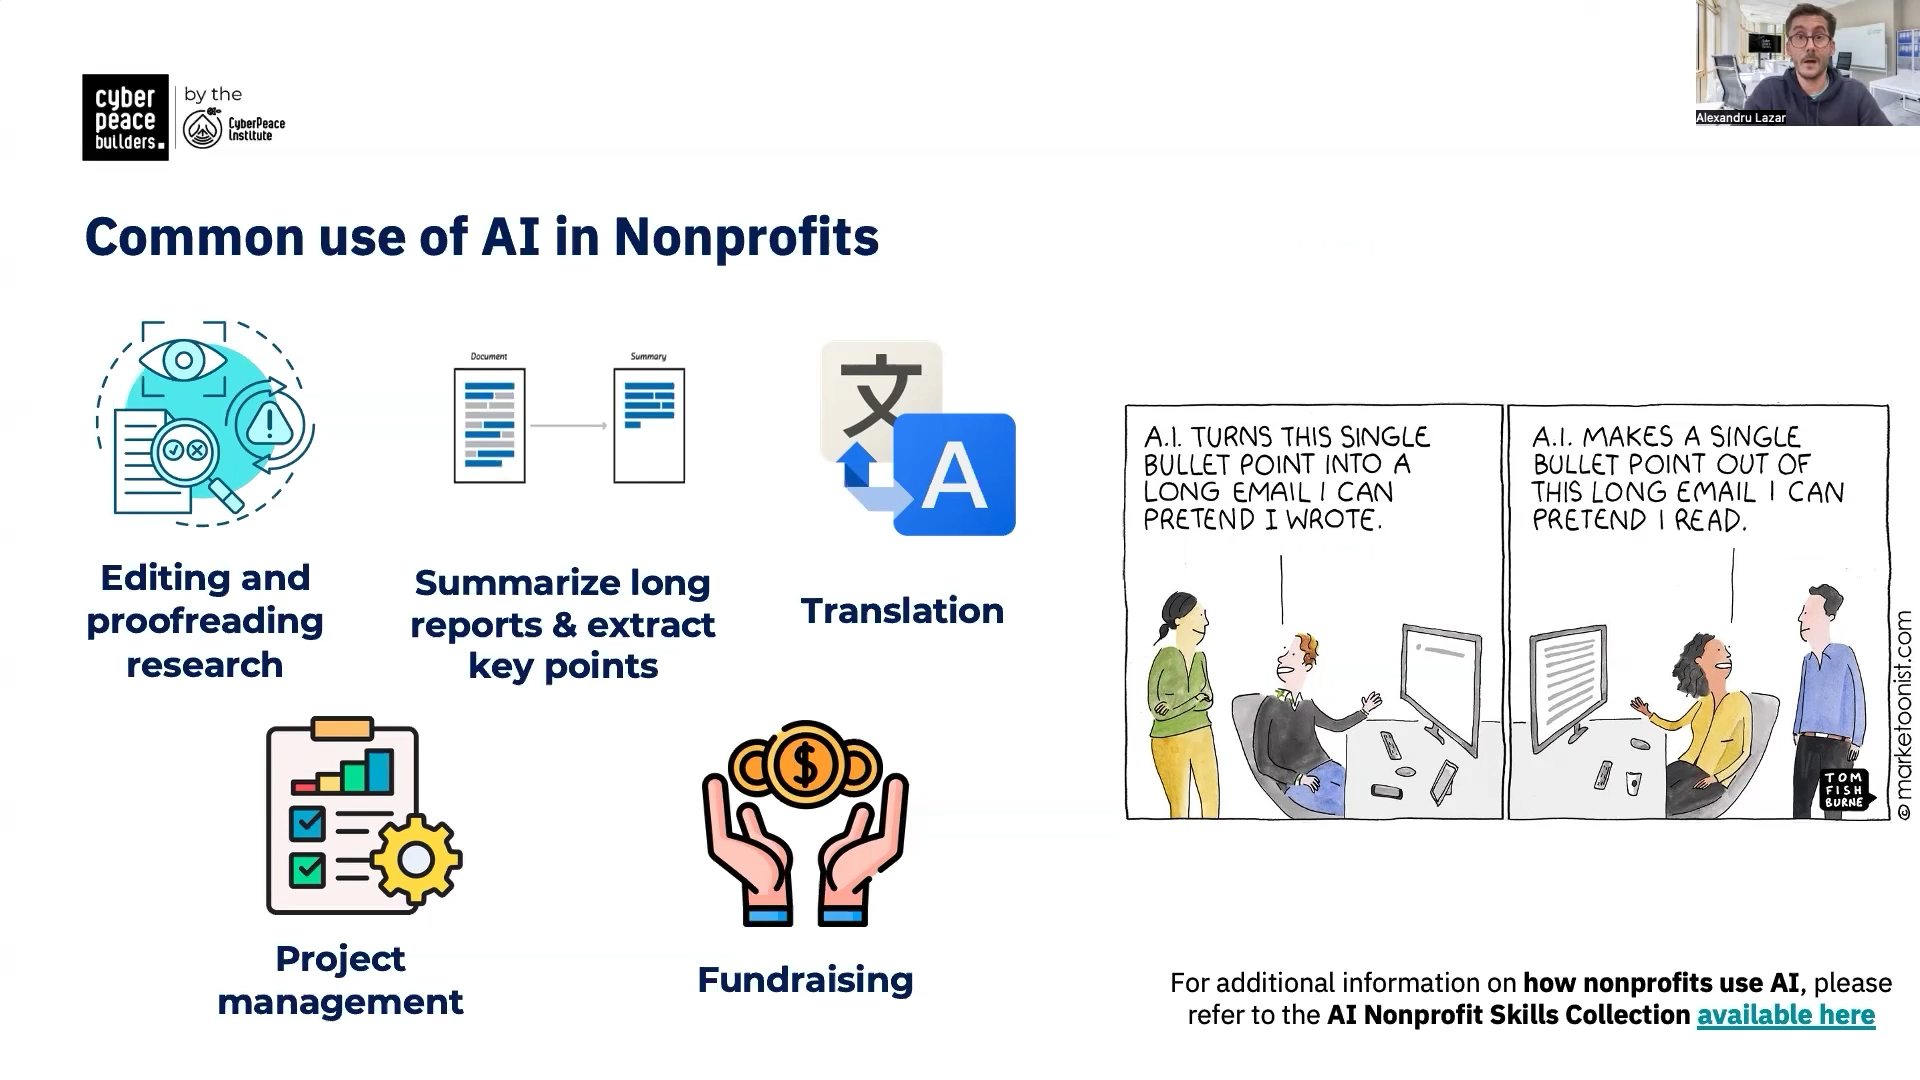 cyber
peace
builders.
by the
CyberPeace
Institute
Alexandru Lazar
Common use of AI in Nonprofits
Editing and
proofreading
research
Document
Summary
Summarize long
reports & extract
key points
文
A
Translation
Project
management
$
Fundraising
A.I. TURNS THIS SINGLE
BULLET POINT INTO A
LONG EMAIL I CAN
PRETEND I WROTE.
A.I. MAKES A SINGLE
BULLET POINT OUT OF
THIS LONG EMAIL I CAN
PRETEND I READ.
TOM
FISH
BURNE
© marketoonist.com
For additional information on how nonprofits use AI, please
refer to the AI Nonprofit Skills Collection available here